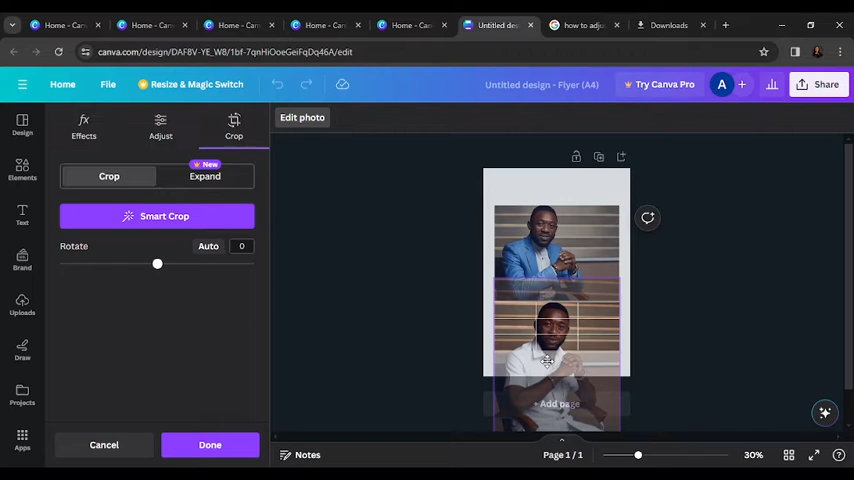 Home - Canva
Home - Canva
Home - Canva
Home - Canva
Home - Canva
Untitled des
how to adju
Downloads
canva.com/design/DAF8V-YE_W8/1bf-7qnHiOoeGeiFqDq46A/edit
Home
File
Resize & Magic Switch
Untitled design - Flyer (A4)
Try Canva Pro
A
Share
Design
Elements
Text
Brand
Uploads
Draw
Projects
Apps
fx
Effects
Adjust
Crop
Edit photo
New
Crop
Expand
Smart Crop
Rotate
Auto
0
+ Add page
Cancel
Done
Notes
Page 1 / 1
30%